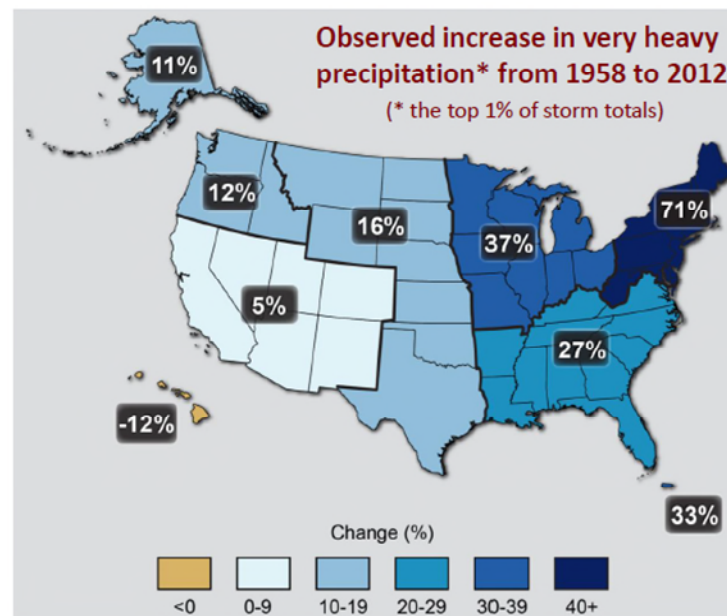 Observed increase in very heavy
precipitation* from 1958 to 2012
(* the top 1% of storm totals)
11%
12%
16%
37%
71%
5%
27%
-12%
33%
Change (%)
<0 0-9 10-19 20-29 30-39 40+